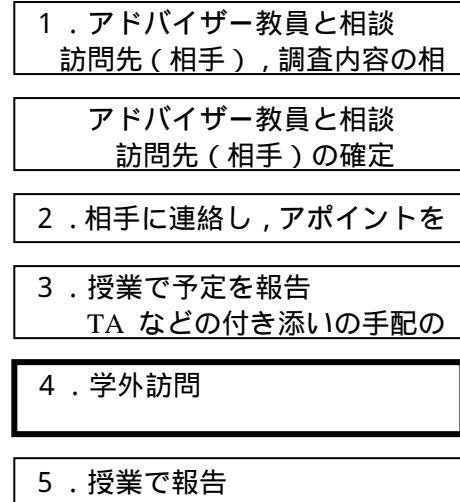 １．アドバイザー教員と相談
訪問先（相手），調査内容の相
アドバイザー教員と相談
訪問先（相手）の確定
２．相手に連絡し，アポイントを
３．授業で予定を報告
TA などの付き添いの手配の
４．学外訪問
５．授業で報告